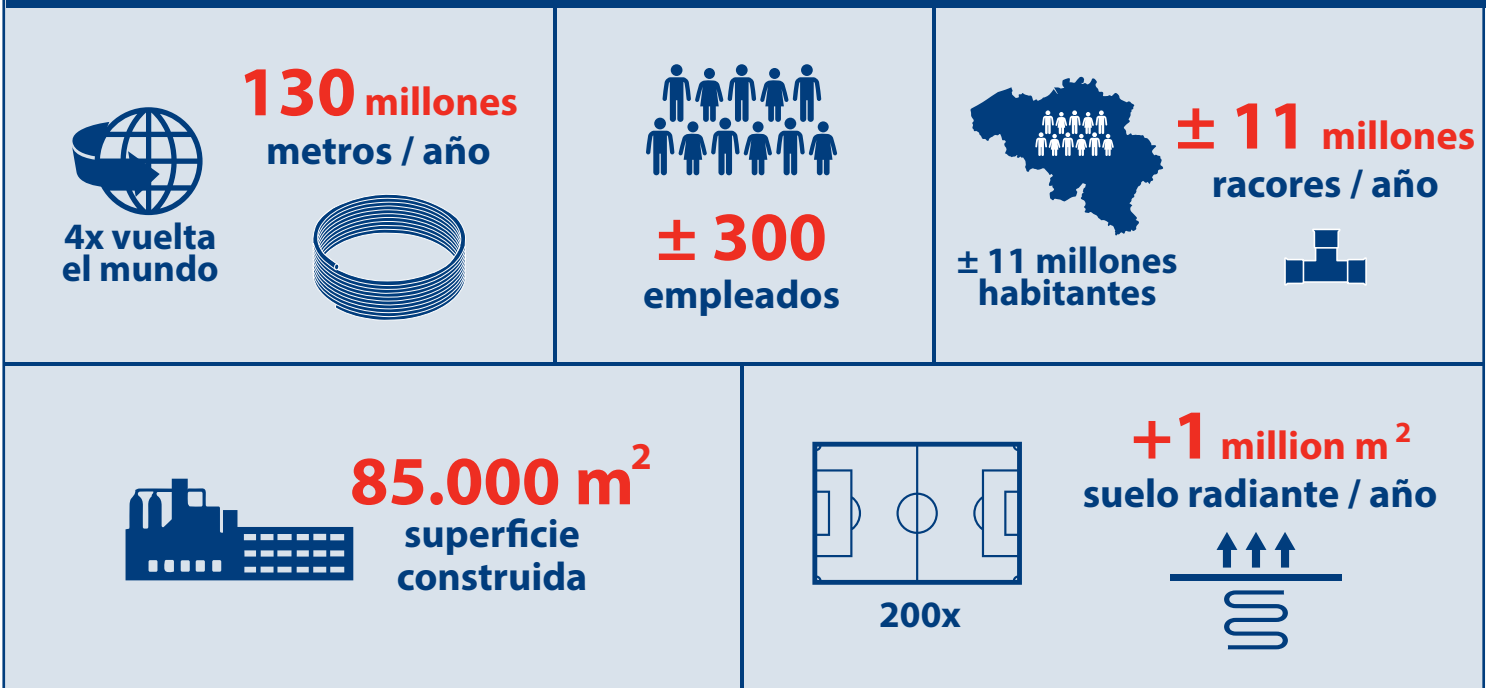 130 millones
metros / año
4x vuelta
el mundo
± 300
empleados
± 11 millones
racores / año
± 11 millones
habitantes
85.000 m²
superficie
construida
+1 million m²
suelo radiante / año
200x